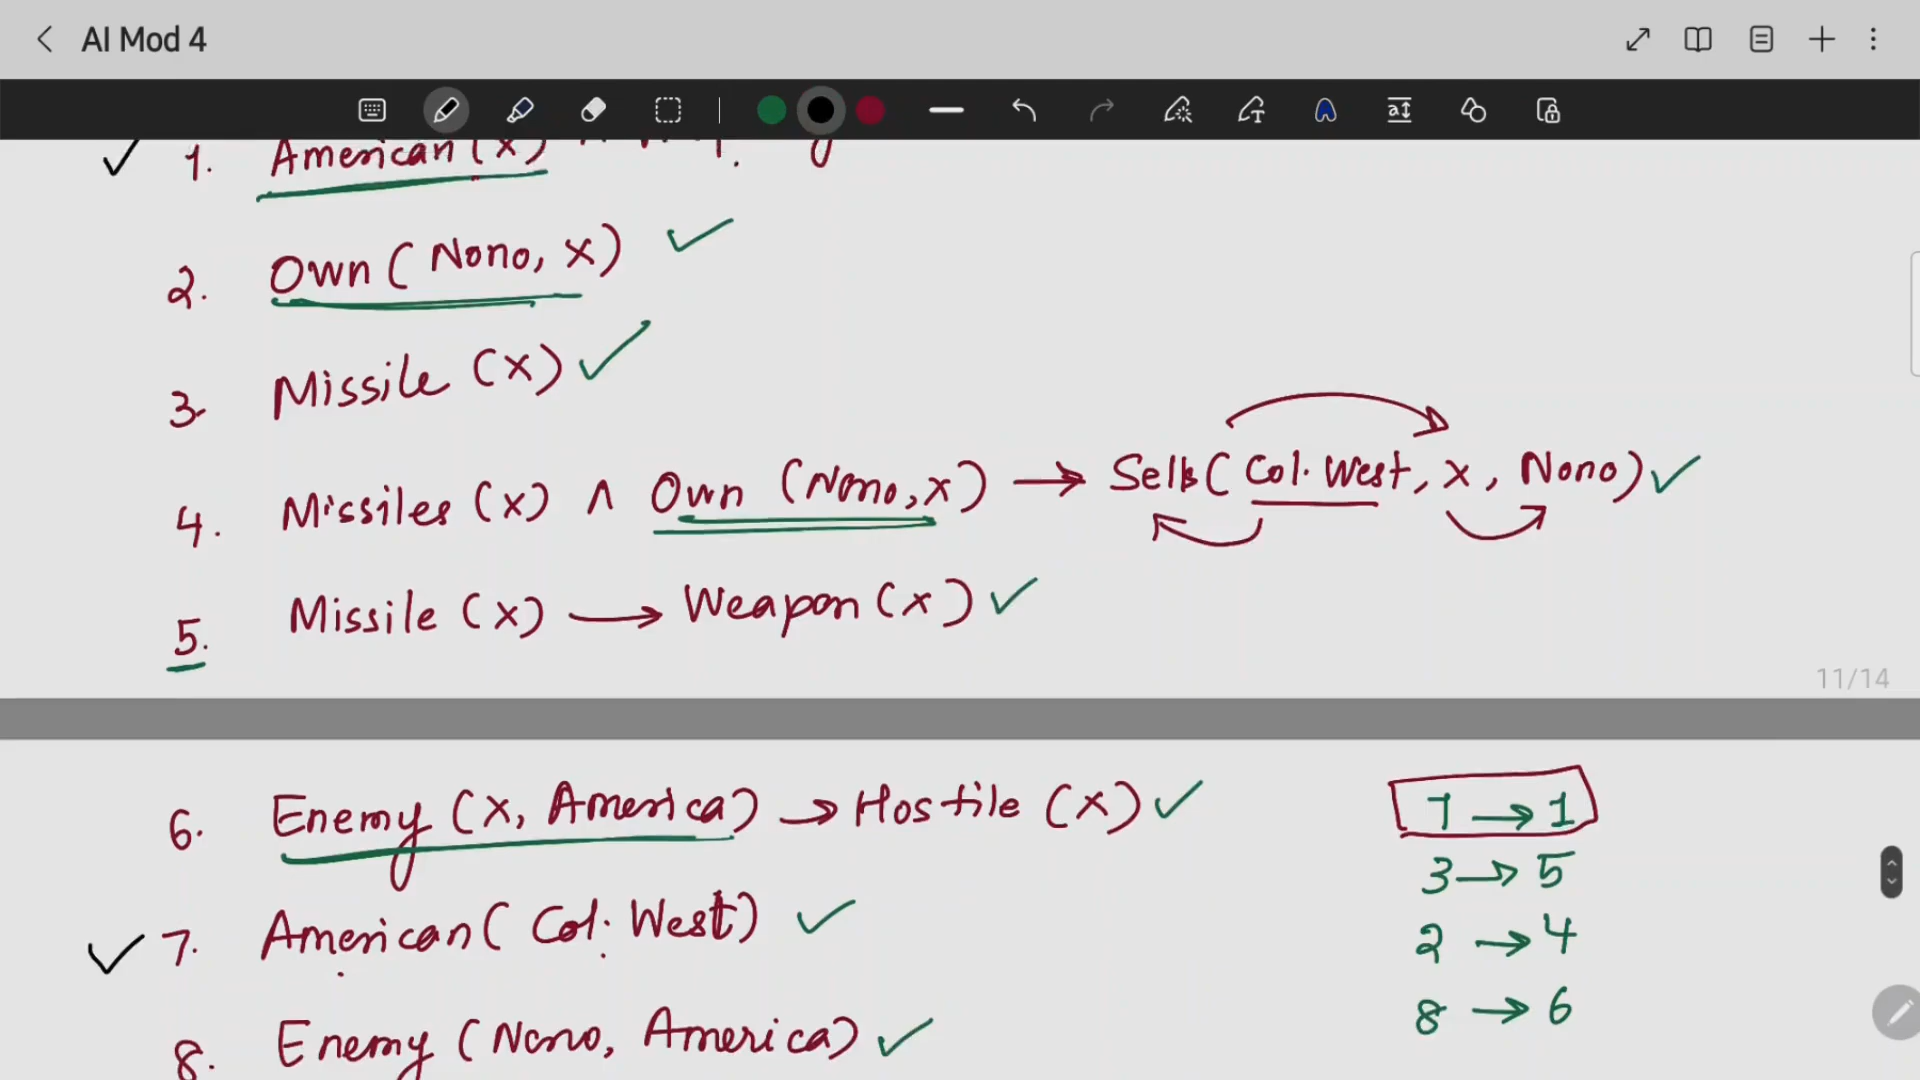 AI Mod 4
1. American(x) ∧
2. Own(Nono, x) ✓
3. Missile (x) ✓
4. Missiles (x) ∧ Own (Nono,x) → Sells(Col. West, x, Nono) ✓
5. Missile (x) → Weapon(x) ✓
11/14
6. Enemy (x, America) → Hostile (x) ✓
7 → 1
3 → 5
7. American( Col. West) ✓
2 → 4
8. Enemy (Nono, America) ✓
8 → 6